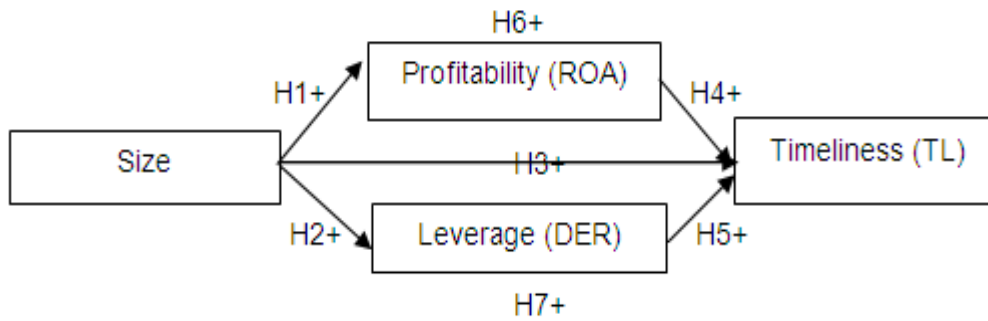 H6+
Profitability (ROA)
H1+
H4+
Size
H3+
Timeliness (TL)
H2+
Leverage (DER)
H5+
H7+